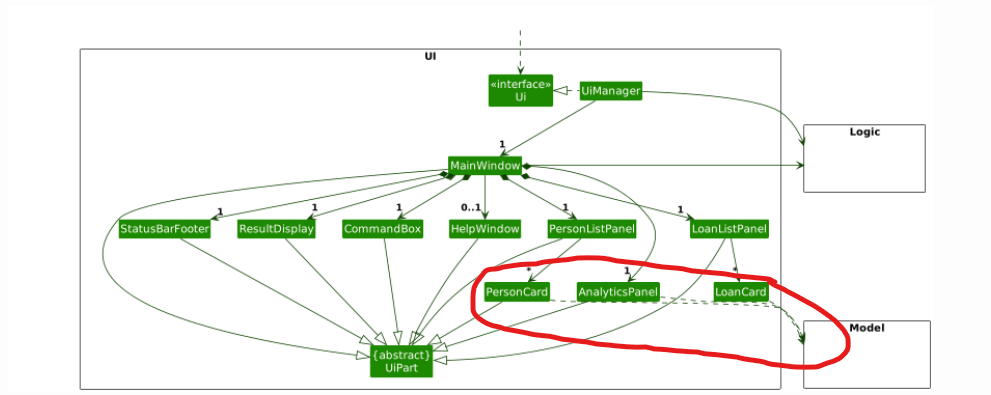 UI
«interface»
Ui
UiManager
Logic
1
MainWindow
1
1
1
0..1
1
1
StatusBarFooter
ResultDisplay
CommandBox
HelpWindow
PersonListPanel
LoanListPanel
*
1
*
PersonCard
AnalyticsPanel
LoanCard
Model
{abstract}
UiPart